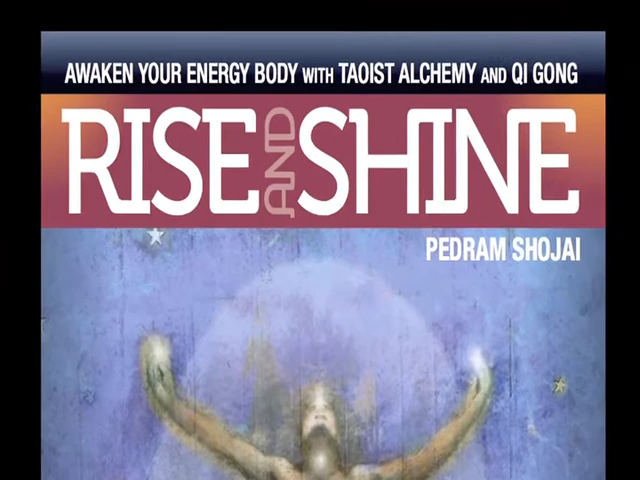 AWAKEN YOUR ENERGY BODY WITH TAOIST ALCHEMY AND QI GONG
RISE AND SHINE
PEDRAM SHOJAI